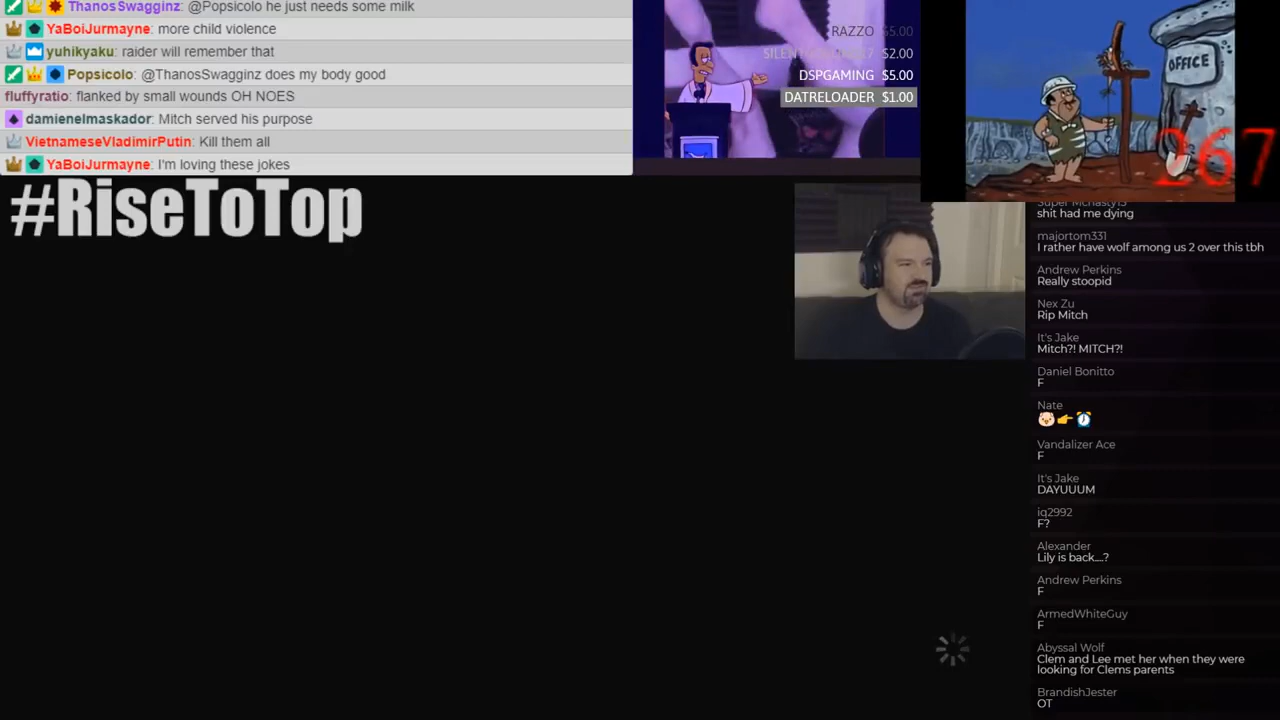 ThanosSwagginz: @Popsicolo he just needs some milk
YaBoiJurmayne: more child violence
yuhikyaku: raider will remember that
Popsicolo: @ThanosSwagginz does my body good
fluffyratio: flanked by small wounds OH NOES
damienelmaskador: Mitch served his purpose
VietnameseVladimirPutin: Kill them all
YaBoiJurmayne: I'm loving these jokes
RAZZO $5.00
$2.00
DSPGAMING $5.00
DATRELOADER $1.00
OFFICE
267
#RiseToTop
shit had me dying
majortom331
I rather have wolf among us 2 over this tbh
Andrew Perkins
Really stoopid
Nex Zu
Rip Mitch
It's Jake
Mitch?! MITCH?!
Daniel Bonitto
F
Nate
Vandalizer Ace
F
It's Jake
DAYUUUM
iq2992
F?
Alexander
Lily is back....?
Andrew Perkins
F
ArmedWhiteGuy
F
Abyssal Wolf
Clem and Lee met her when they were
looking for Clems parents
BrandishJester
OT